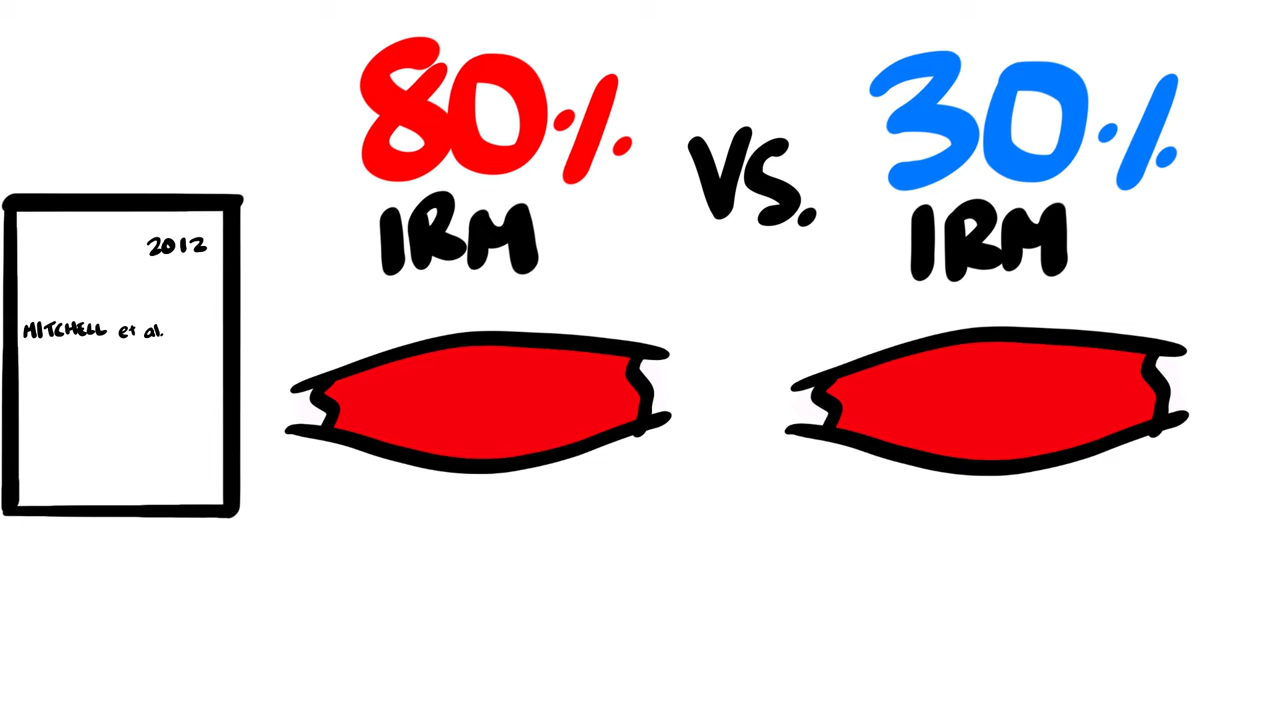 80%
IRM
vs.
30%
IRM
2012
MITCHELL et al.